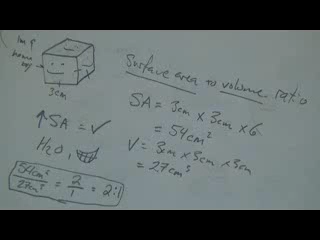 Imp
3cm
Surface area to volume ratio
SA = 3cm x 3cm x 6
= 54cm²
V = 3cm x 3cm x 3cm
= 27cm³
↑ SA = ✓
H₂O,
54cm² / 27cm³ = 2/1 = 2:1